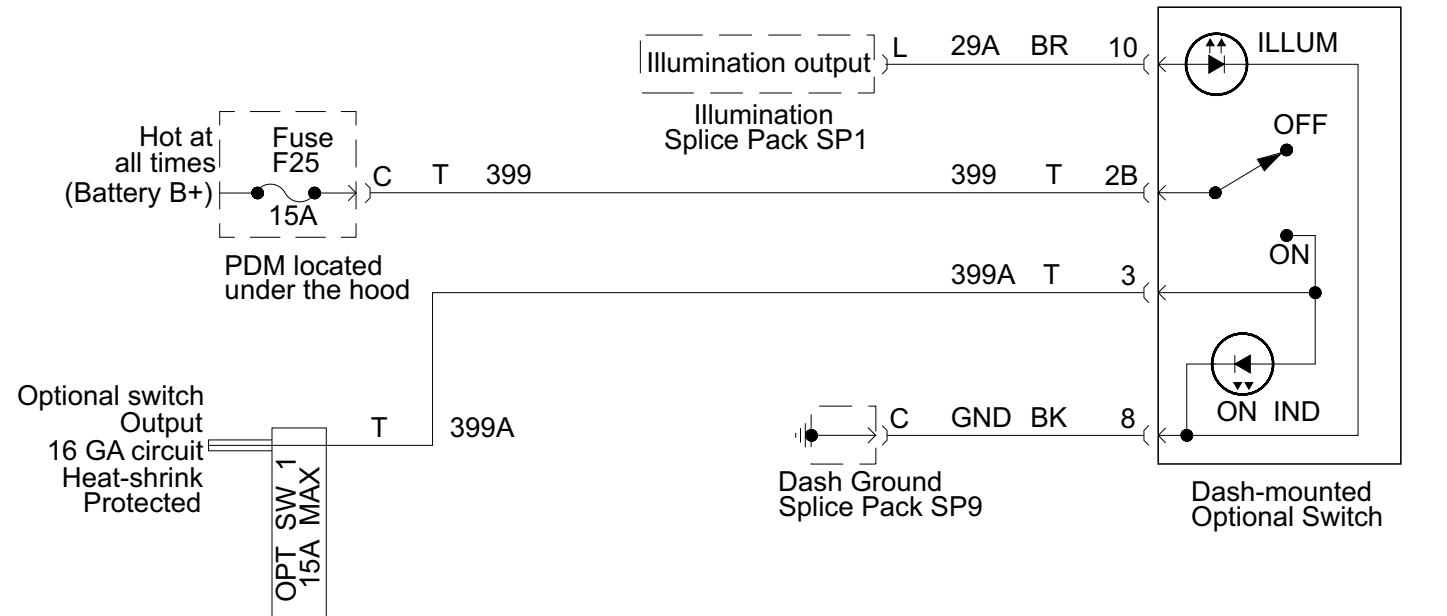 Illumination output
L 29A BR 10
ILLUM
Illumination
Splice Pack SP1
OFF
Hot at
all times
(Battery B+)
Fuse
F25
15A
C T 399
399 T 2B
PDM located
under the hood
ON
399A T 3
Optional switch
Output
16 GA circuit
Heat-shrink
Protected
T 399A
OPT SW 1
15A MAX
C GND BK 8
ON IND
Dash Ground
Splice Pack SP9
Dash-mounted
Optional Switch